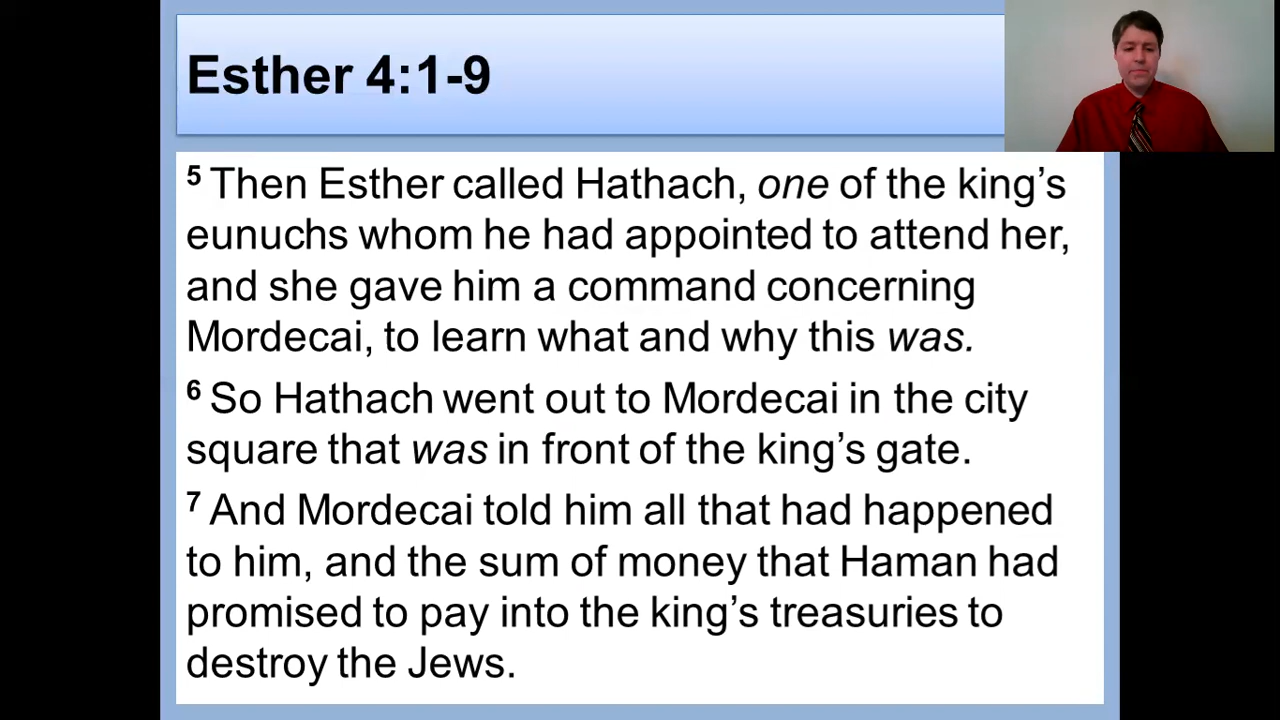 Esther 4:1-9
5 Then Esther called Hathach, one of the king’s
eunuchs whom he had appointed to attend her,
and she gave him a command concerning
Mordecai, to learn what and why this was.
6 So Hathach went out to Mordecai in the city
square that was in front of the king’s gate.
7 And Mordecai told him all that had happened
to him, and the sum of money that Haman had
promised to pay into the king’s treasuries to
destroy the Jews.